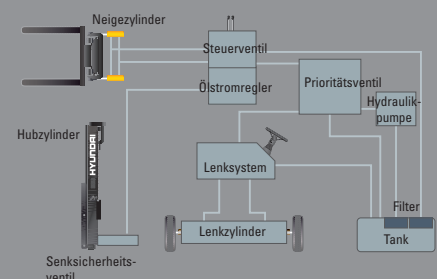 Neigezylinder
Steuerventil
Ölstromregler
Prioritätsventil
Hydraulik-
pumpe
Hubzylinder
HYUNDAI
Lenksystem
Filter
Lenkzylinder
Tank
Senksicherheits-
ventil